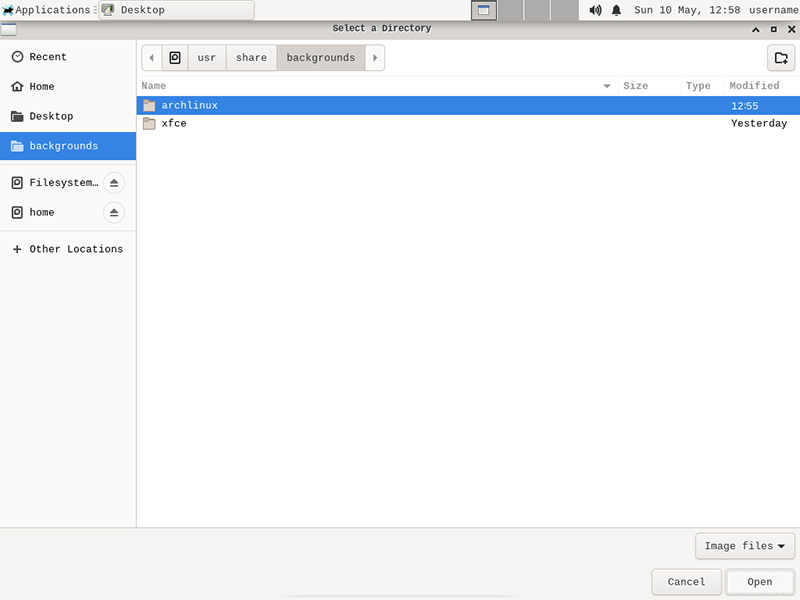 Applications Desktop Sun 10 May, 12:58 username
Select a Directory
Recent
Home
Desktop
backgrounds
Filesystem…
home
+ Other Locations
usr share backgrounds
Name Size Type Modified
archlinux 12:55
xfce Yesterday
Image files
Cancel Open